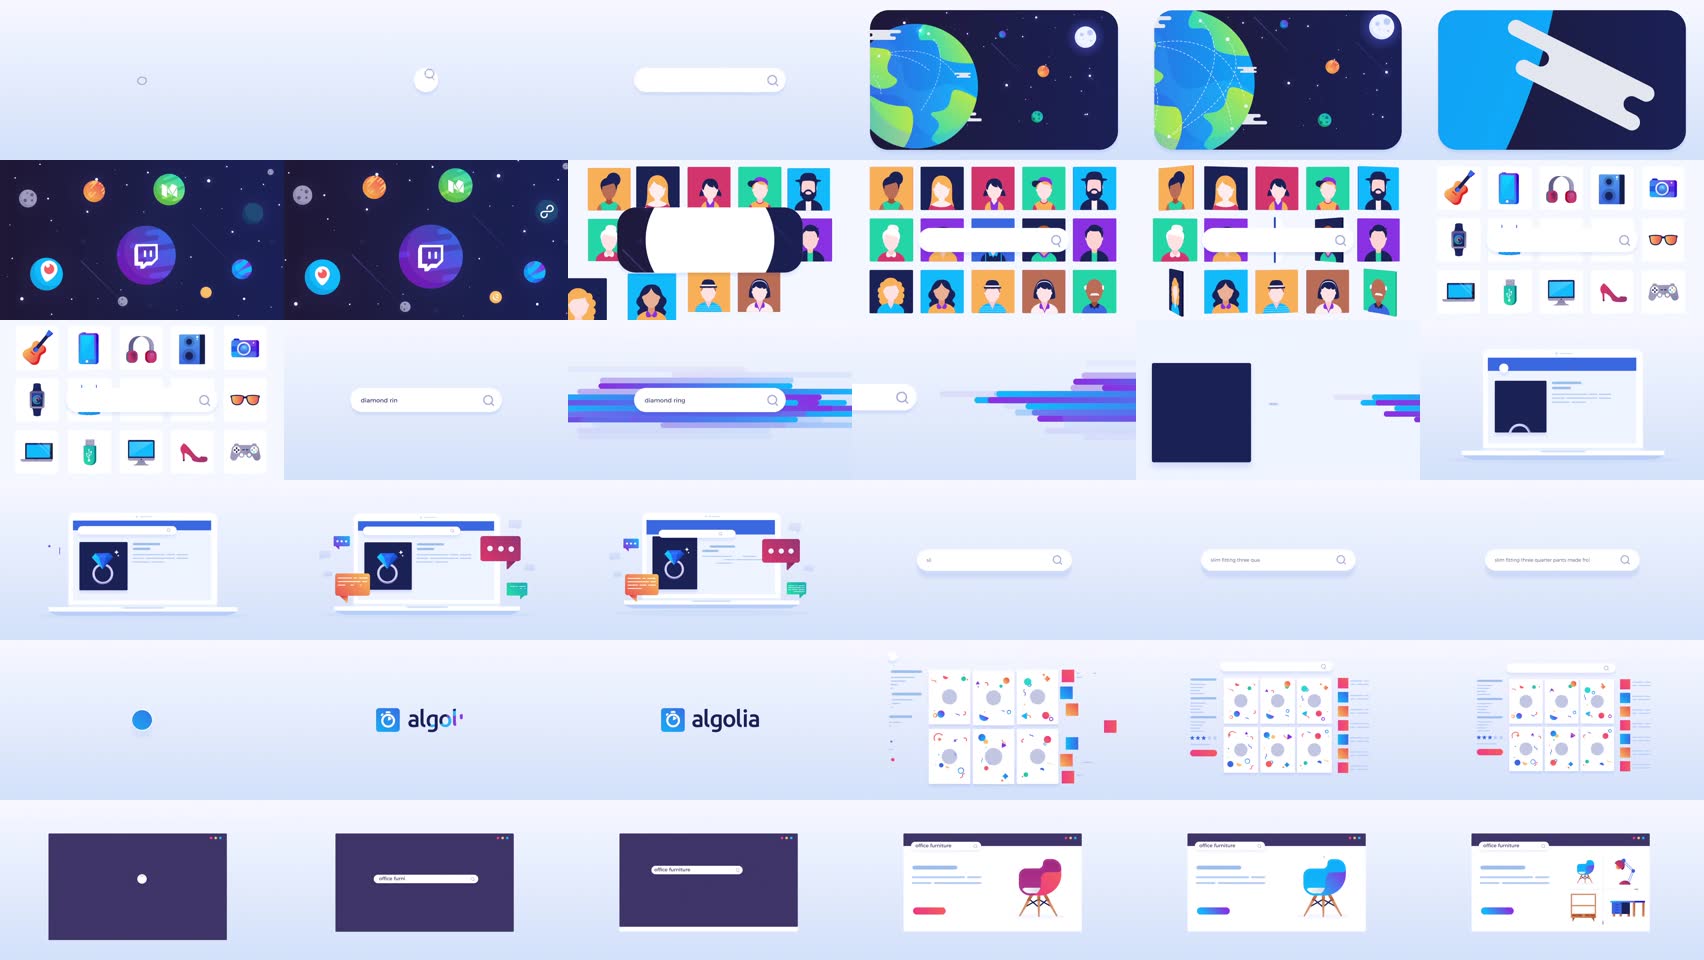 diamond rin
diamond ring
sl
slim fitting three qua
slim fitting three quarter pants made fro
algol
algolia
office furni
office furniture
office furniture
office furniture
office furniture